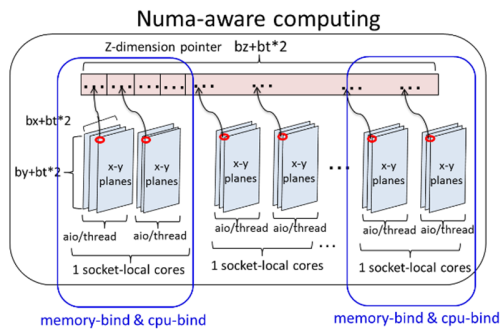 Numa-aware computing
Z-dimension pointer bz+bt*2
... ... ... ... ... ...
bx+bt*2
by+bt*2
x-y planes
x-y planes
x-y planes
x-y planes
...
x-y planes
x-y planes
aio/thread aio/thread aio/thread aio/thread aio/thread aio/thread
1 socket-local cores 1 socket-local cores ... 1 socket-local cores
memory-bind & cpu-bind memory-bind & cpu-bind